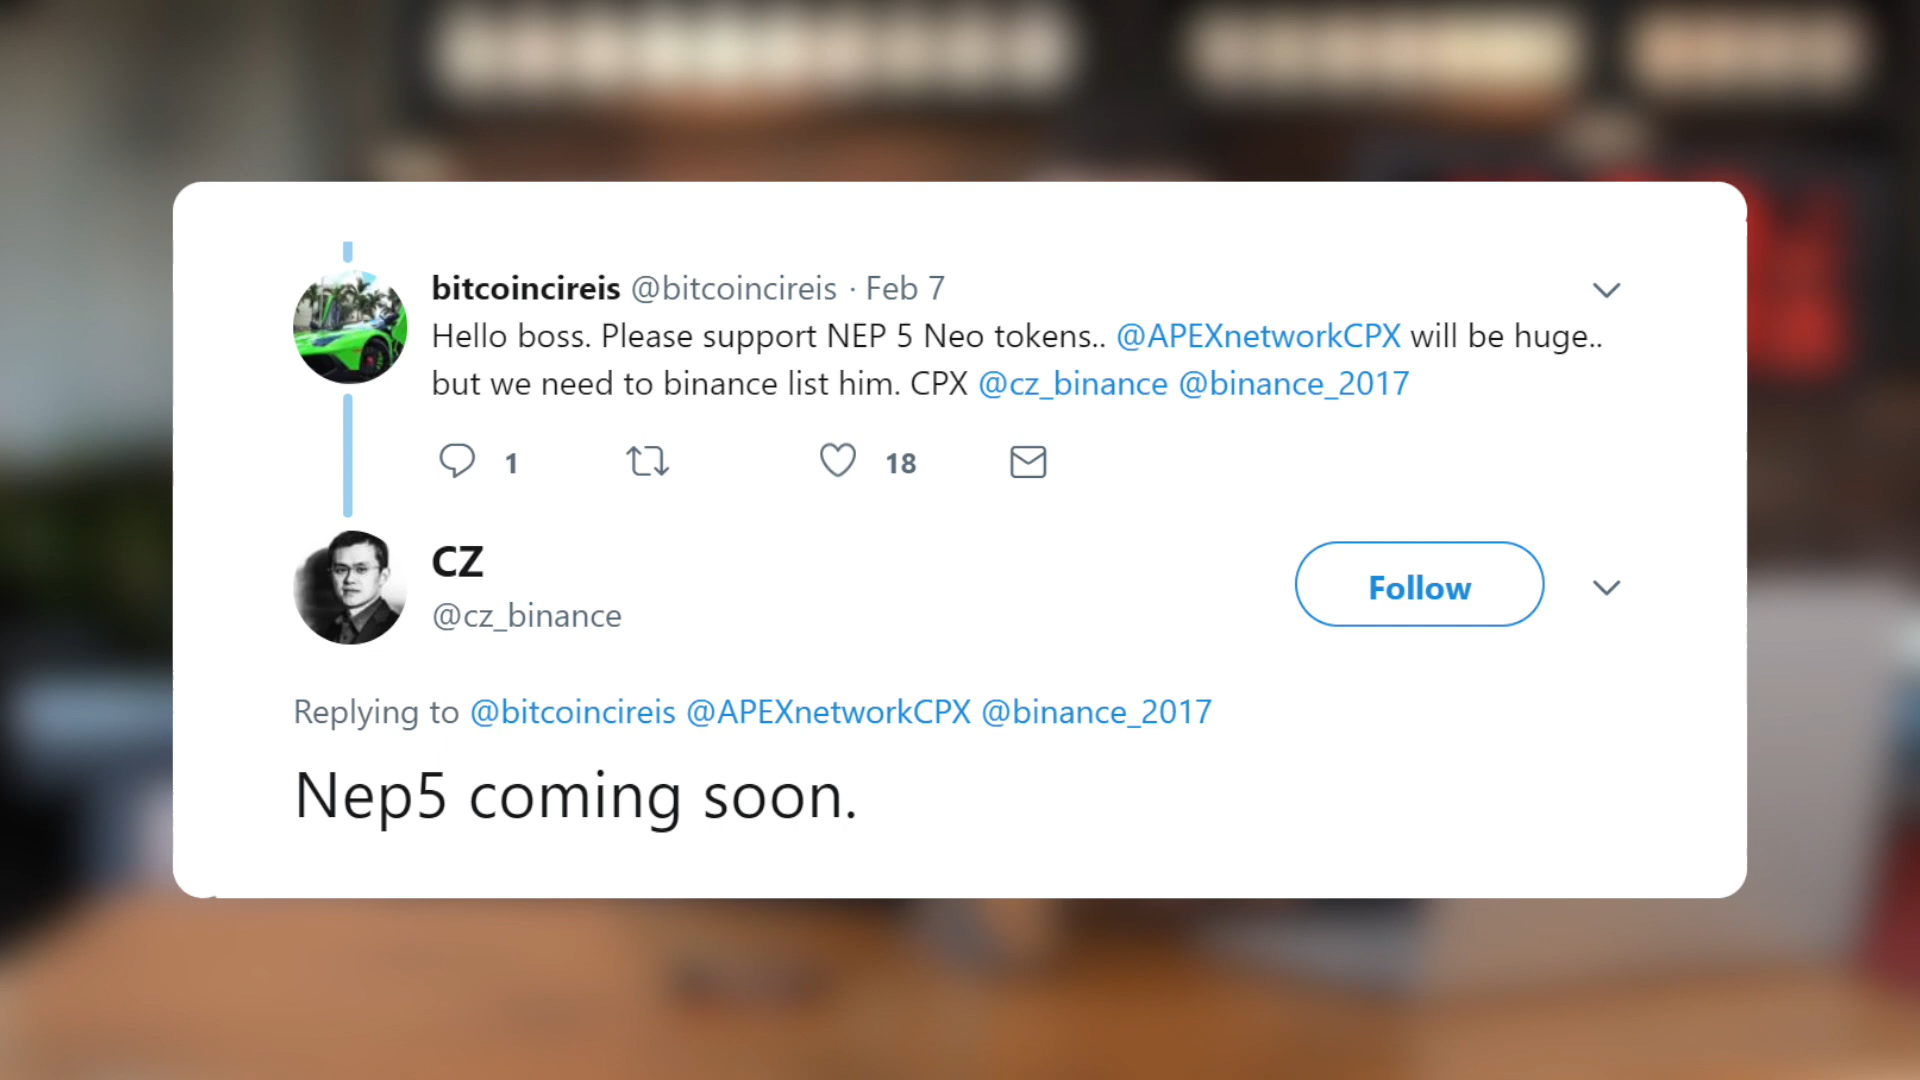 bitcoincireis @bitcoincireis · Feb 7
Hello boss. Please support NEP 5 Neo tokens.. @APEXnetworkCPX will be huge..
but we need to binance list him. CPX @cz_binance @binance_2017
1 18
CZ
@cz_binance
Follow
Replying to @bitcoincireis @APEXnetworkCPX @binance_2017
Nep5 coming soon.